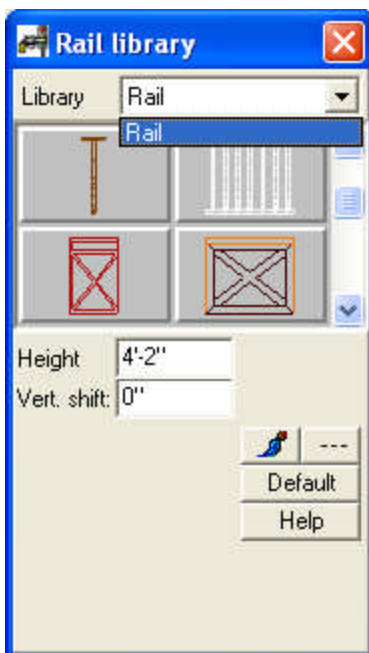 Rail library
Library Rail
Rail
Height 4'-2''
Vert. shift: 0''
---
Default
Help